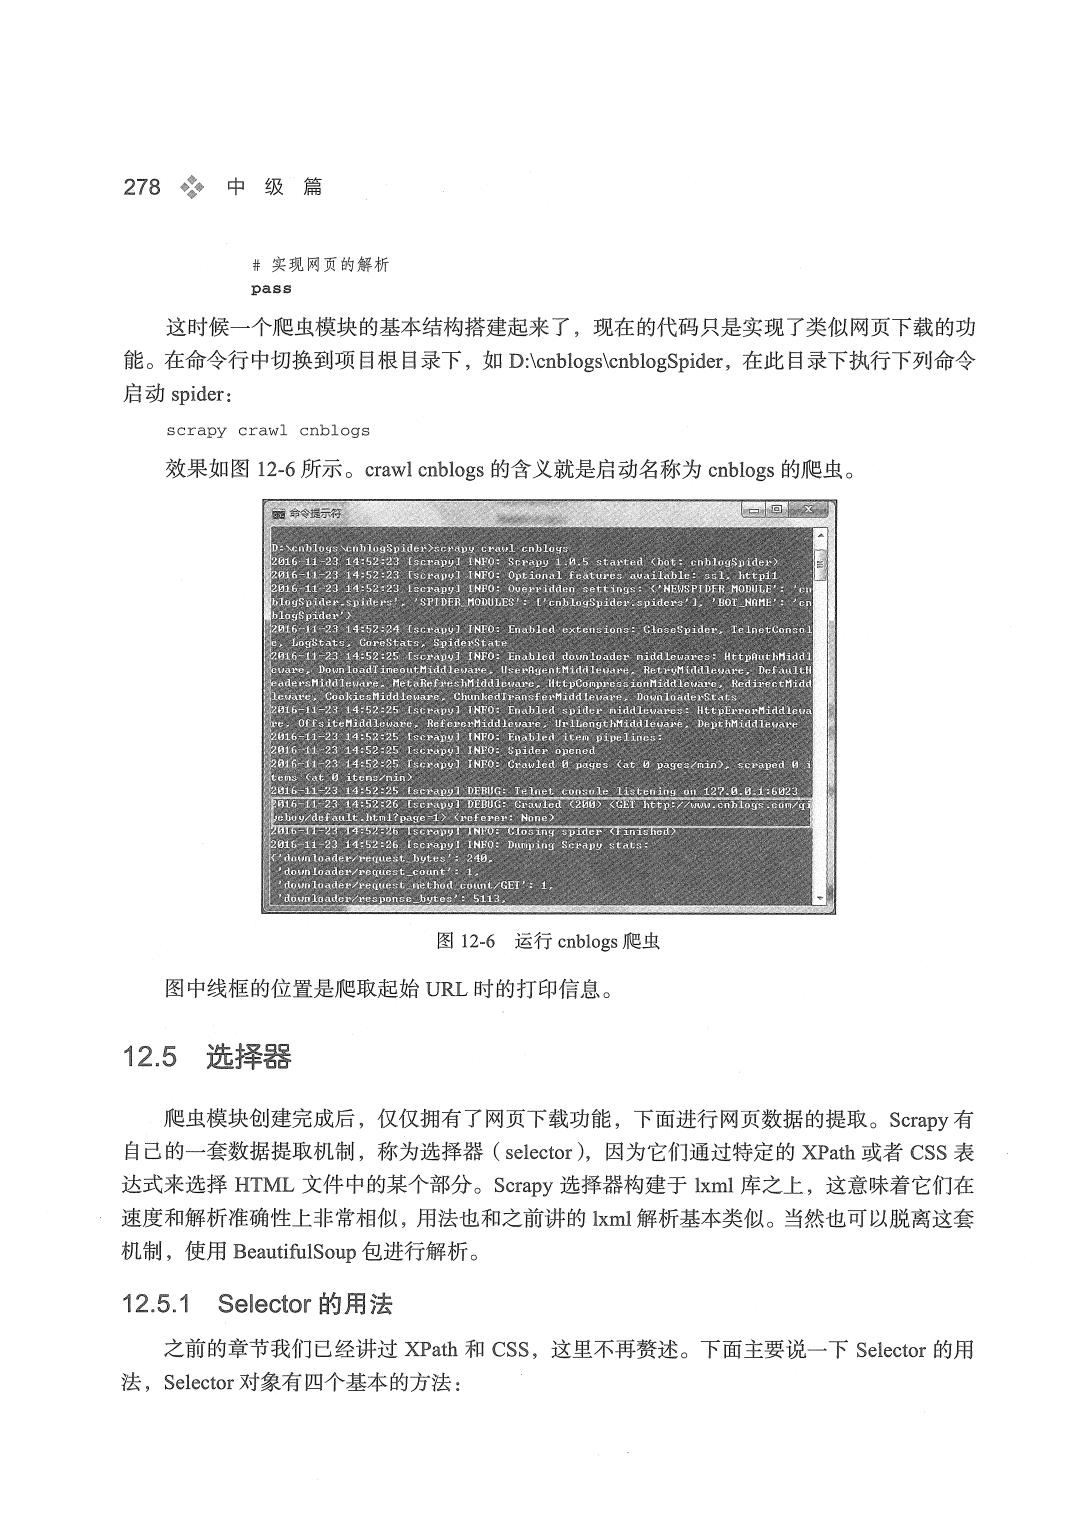 278 中 级 篇
# 实现网页的解析
pass
这时候一个爬虫模块的基本结构搭建起来了，现在的代码只是实现了类似网页下载的功
能。在命令行中切换到项目根目录下，如 D:\cnblogs\cnblogSpider，在此目录下执行下列命令
启动 spider：
scrapy crawl cnblogs
效果如图 12-6 所示。crawl cnblogs 的含义就是启动名称为 cnblogs 的爬虫。
命令提示符
D:\cnblogs\cnblogSpider>scrapy crawl cnblogs
2016-11-23 14:52:23 [scrapy] INFO: Scrapy 1.0.5 started (bot: cnblogSpider)
2016-11-23 14:52:23 [scrapy] INFO: Optional features available: ssl, http11
2016-11-23 14:52:23 [scrapy] INFO: Overridden settings: {'NEWSPIDER_MODULE': 'cn
blogSpider.spiders', 'SPIDER_MODULES': ['cnblogSpider.spiders'], 'BOT_NAME': 'cn
blogSpider'}
2016-11-23 14:52:24 [scrapy] INFO: Enabled extensions: CloseSpider, TelnetConsol
e, LogStats, CoreStats, SpiderState
2016-11-23 14:52:25 [scrapy] INFO: Enabled downloader middlewares: HttpAuthMiddl
eware, DownloadTimeoutMiddleware, UserAgentMiddleware, RetryMiddleware, DefaultH
eadersMiddleware, MetaRefreshMiddleware, HttpCompressionMiddleware, RedirectMidd
leware, CookiesMiddleware, ChunkedTransferMiddleware, DownloaderStats
2016-11-23 14:52:25 [scrapy] INFO: Enabled spider middlewares: HttpErrorMiddlewa
re, OffsiteMiddleware, RefererMiddleware, UrlLengthMiddleware, DepthMiddleware
2016-11-23 14:52:25 [scrapy] INFO: Enabled item pipelines:
2016-11-23 14:52:25 [scrapy] INFO: Spider opened
2016-11-23 14:52:25 [scrapy] INFO: Crawled 0 pages (at 0 pages/min), scraped 0 i
tems (at 0 items/min)
2016-11-23 14:52:25 [scrapy] DEBUG: Telnet console listening on 127.0.0.1:6023
2016-11-23 14:52:26 [scrapy] DEBUG: Crawled (200) <GET http://www.cnblogs.com/qi
yeboy/default.html?page=1> (referer: None)
2016-11-23 14:52:26 [scrapy] INFO: Closing spider (finished)
2016-11-23 14:52:26 [scrapy] INFO: Dumping Scrapy stats:
{'downloader/request_bytes': 240,
'downloader/request_count': 1,
'downloader/request_method_count/GET': 1,
'downloader/response_bytes': 5113,
图 12-6 运行 cnblogs 爬虫
图中线框的位置是爬取起始 URL 时的打印信息。
12.5 选择器
爬虫模块创建完成后，仅仅拥有了网页下载功能，下面进行网页数据的提取。Scrapy 有
自己的一套数据提取机制，称为选择器（selector），因为它们通过特定的 XPath 或者 CSS 表
达式来选择 HTML 文件中的某个部分。Scrapy 选择器构建于 lxml 库之上，这意味着它们在
速度和解析准确性上非常相似，用法也和之前讲的 lxml 解析基本类似。当然也可以脱离这套
机制，使用 BeautifulSoup 包进行解析。
12.5.1 Selector 的用法
之前的章节我们已经讲过 XPath 和 CSS，这里不再赘述。下面主要说一下 Selector 的用
法，Selector 对象有四个基本的方法：